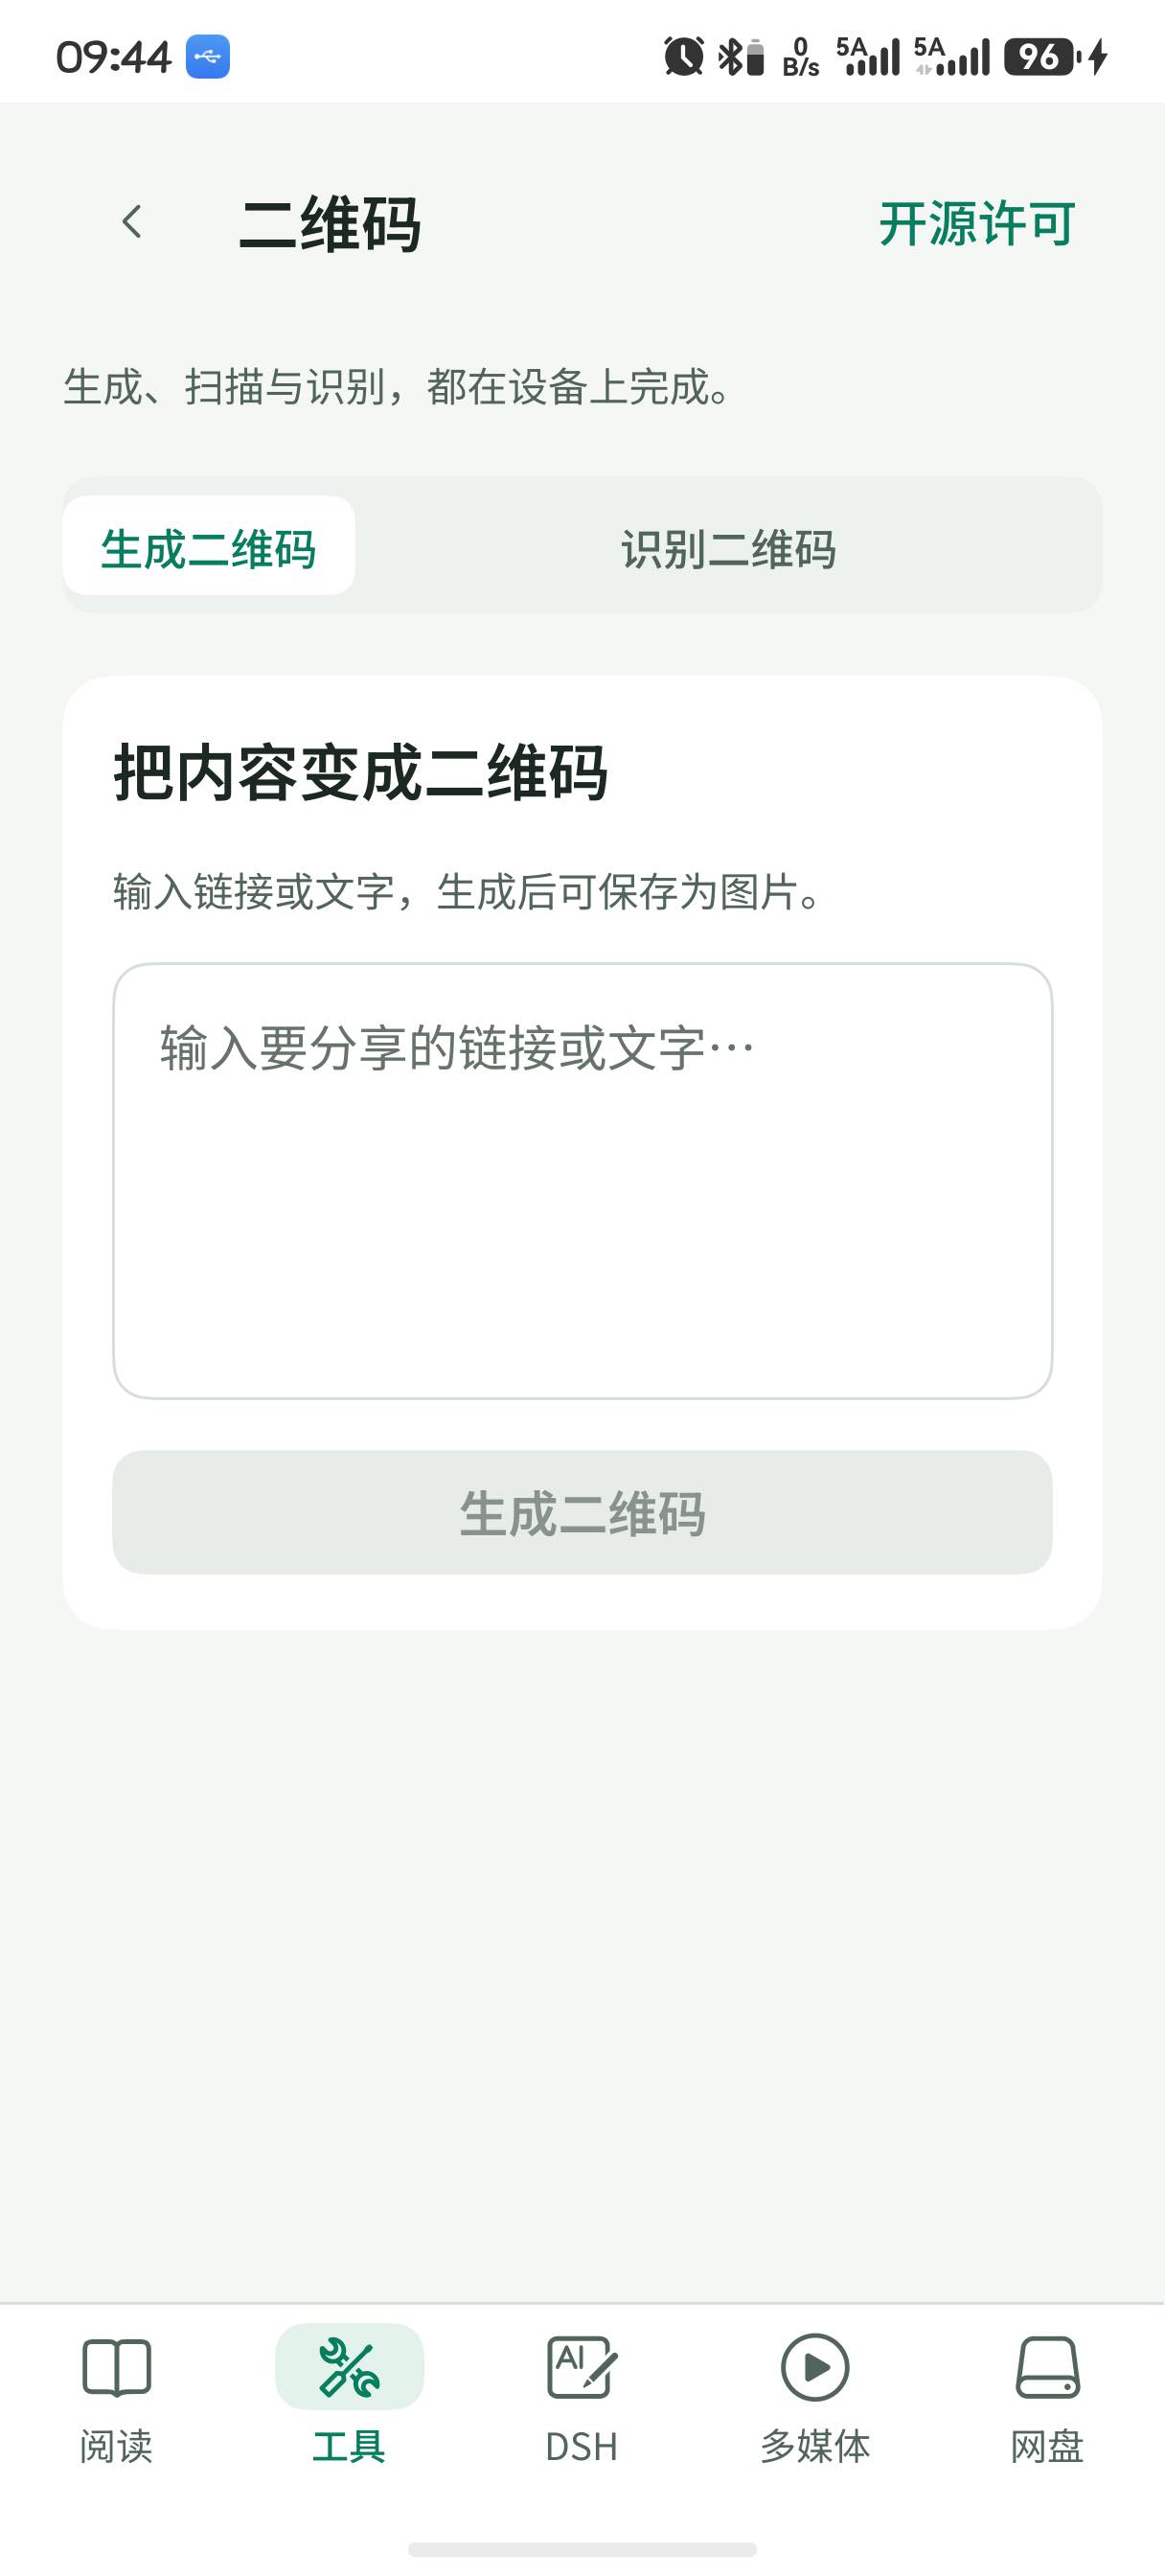 09:44
0 B/s 5A 5A 96
二维码
开源许可
生成、扫描与识别，都在设备上完成。
生成二维码
识别二维码
把内容变成二维码
输入链接或文字，生成后可保存为图片。
输入要分享的链接或文字…
生成二维码
AI
阅读
工具
DSH
多媒体
网盘